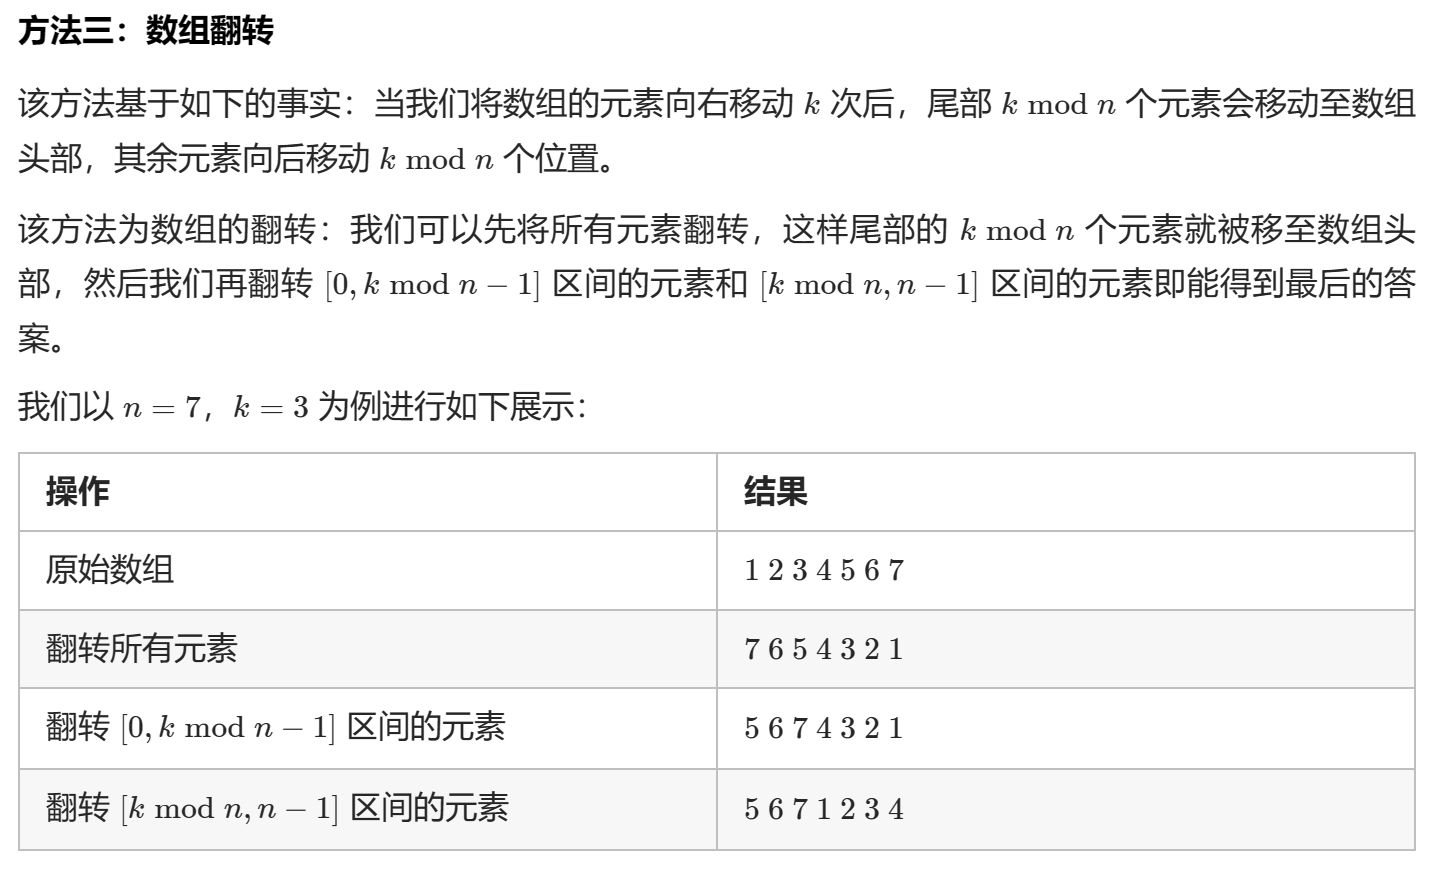 方法三：数组翻转
该方法基于如下的事实：当我们将数组的元素向右移动 k 次后，尾部 k mod n 个元素会移动至数组
头部，其余元素向后移动 k mod n 个位置。
该方法为数组的翻转：我们可以先将所有元素翻转，这样尾部的 k mod n 个元素就被移至数组头
部，然后我们再翻转 [0, k mod n − 1] 区间的元素和 [k mod n, n − 1] 区间的元素即能得到最后的答
案。
我们以 n = 7，k = 3 为例进行如下展示：
操作 结果
原始数组 1 2 3 4 5 6 7
翻转所有元素 7 6 5 4 3 2 1
翻转 [0, k mod n − 1] 区间的元素 5 6 7 4 3 2 1
翻转 [k mod n, n − 1] 区间的元素 5 6 7 1 2 3 4